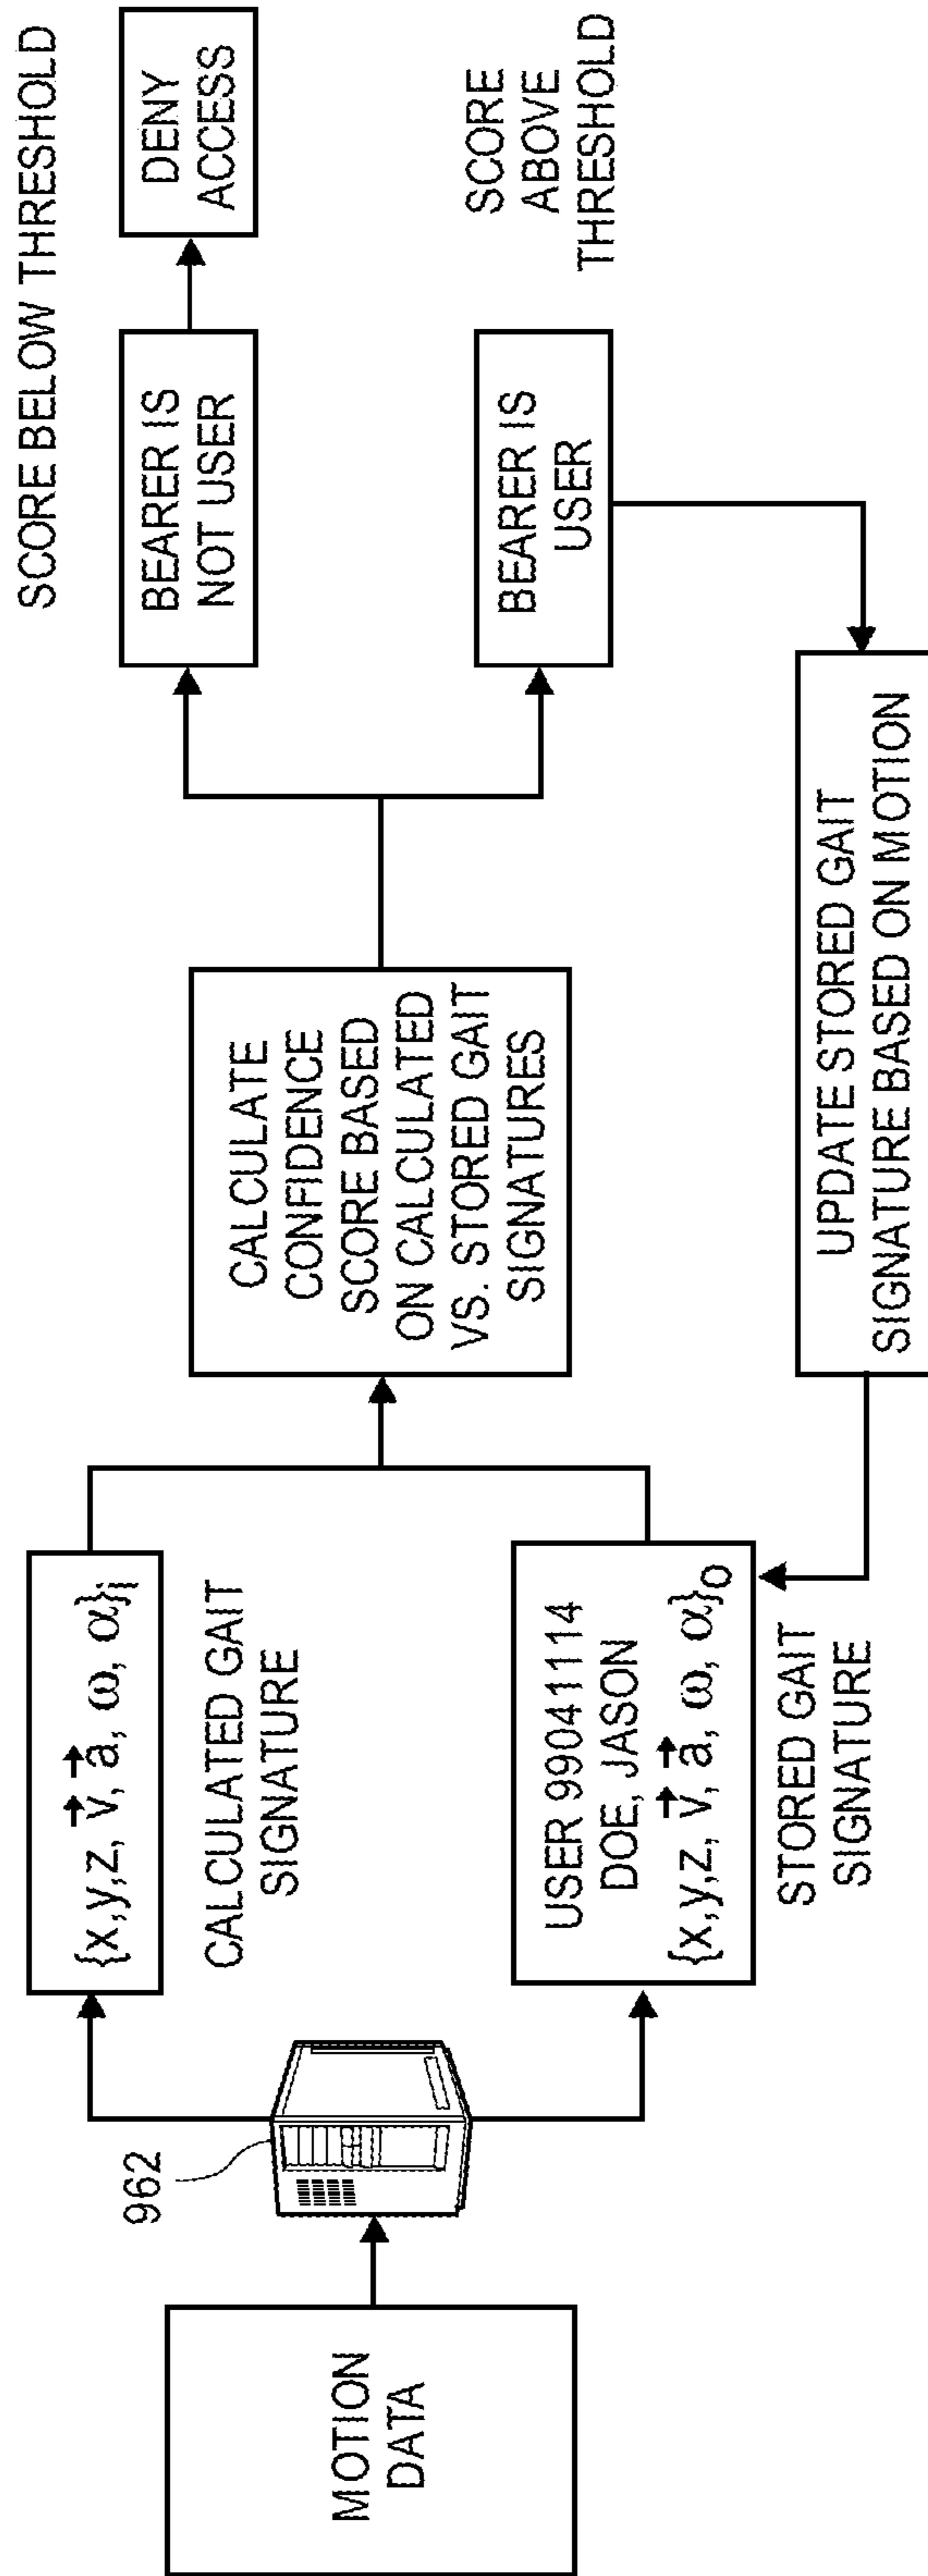 MOTION
DATA
962
{x,y,z, v⃗, a⃗, ω, α}i
CALCULATED GAIT
SIGNATURE
USER 99041114
DOE, JASON
{x,y,z, v⃗, a⃗, ω, α}o
STORED GAIT
SIGNATURE
CALCULATE
CONFIDENCE
SCORE BASED
ON CALCULATED
VS. STORED GAIT
SIGNATURES
SCORE BELOW THRESHOLD
BEARER IS
NOT USER
DENY
ACCESS
BEARER IS
USER
SCORE
ABOVE
THRESHOLD
UPDATE STORED GAIT
SIGNATURE BASED ON MOTION